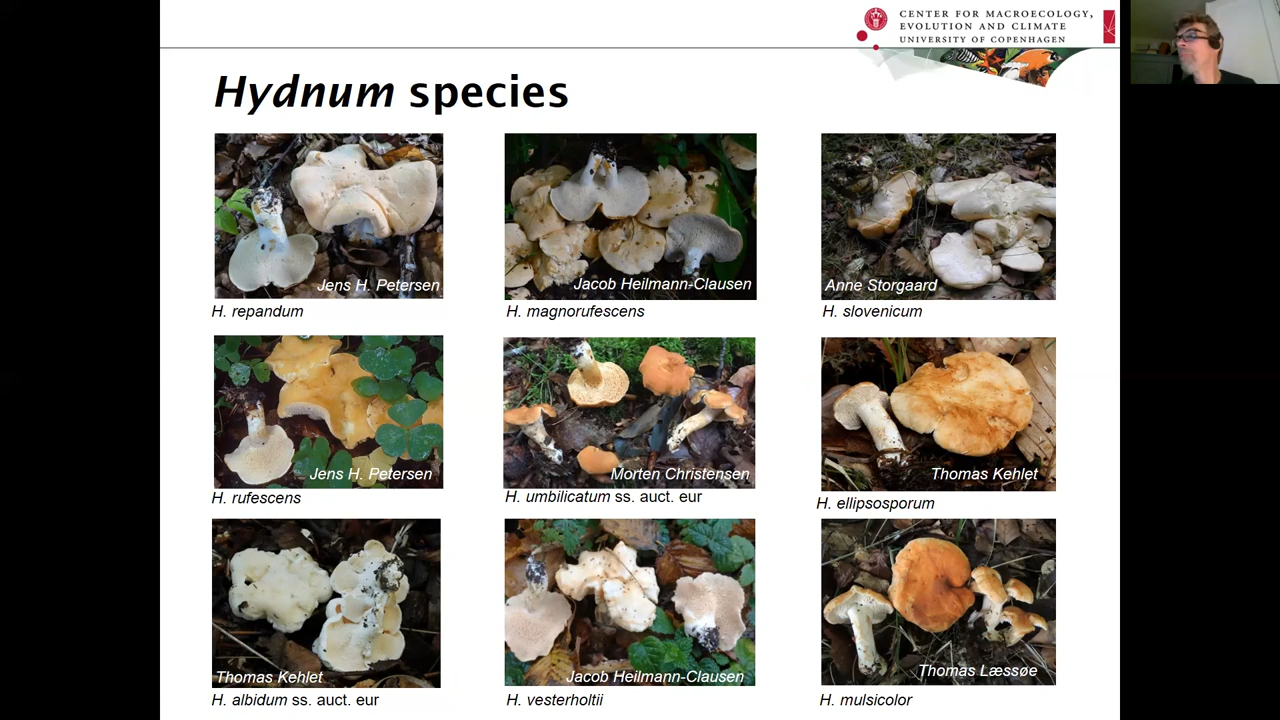 CENTER FOR MACROECOLOGY,
EVOLUTION AND CLIMATE
UNIVERSITY OF COPENHAGEN
Hydnum species
Jens H. Petersen
Jacob Heilmann-Clausen
Anne Storgaard
H. repandum
H. magnorufescens
H. slovenicum
Jens H. Petersen
Morten Christensen
Thomas Kehlet
H. rufescens
H. umbilicatum ss. auct. eur
H. ellipsosporum
Thomas Kehlet
Jacob Heilmann-Clausen
Thomas Læssøe
H. albidum ss. auct. eur
H. vesterholtii
H. mulsicolor